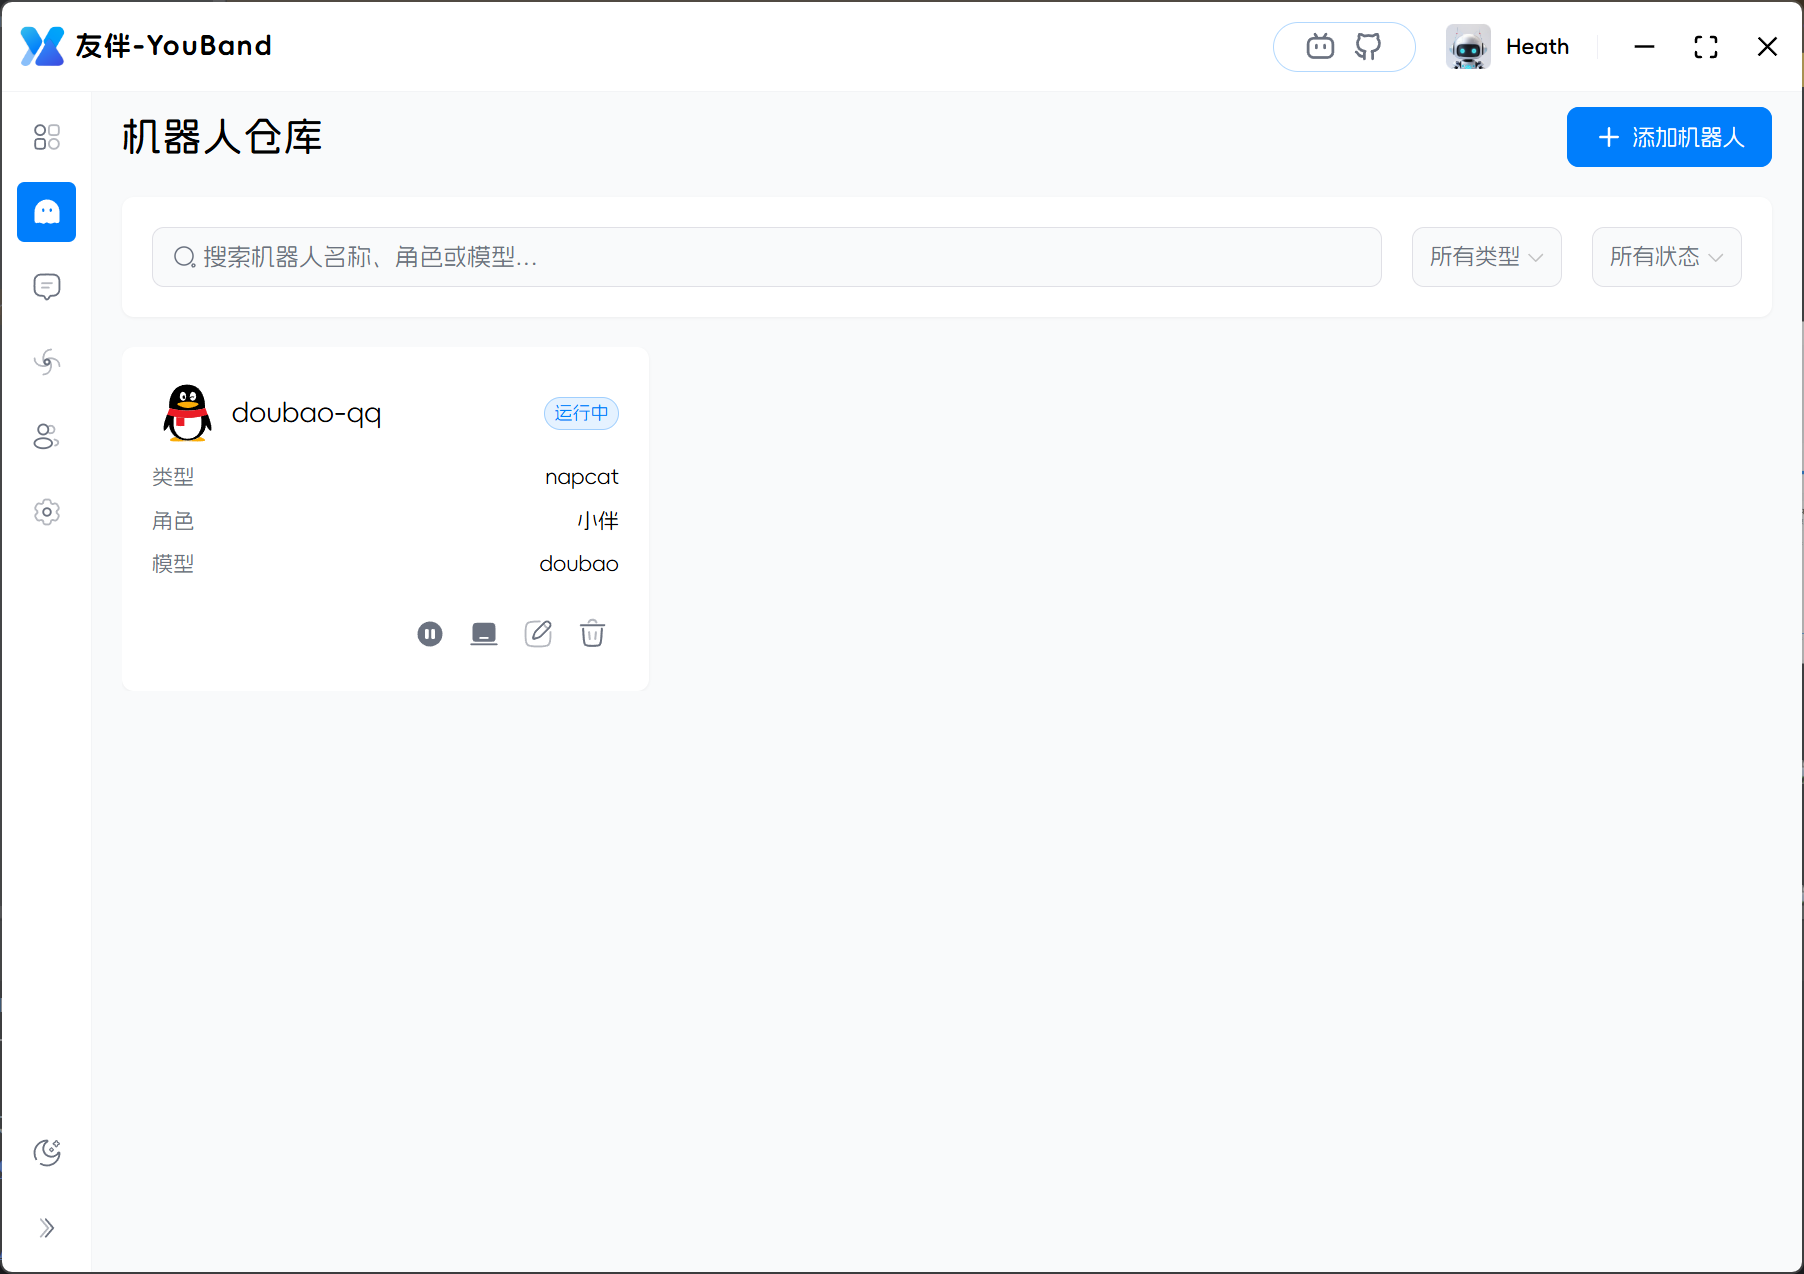 友伴-YouBand
Heath
机器人仓库
添加机器人
搜索机器人名称、角色或模型...
所有类型
所有状态
doubao-qq
运行中
类型
napcat
角色
小伴
模型
doubao